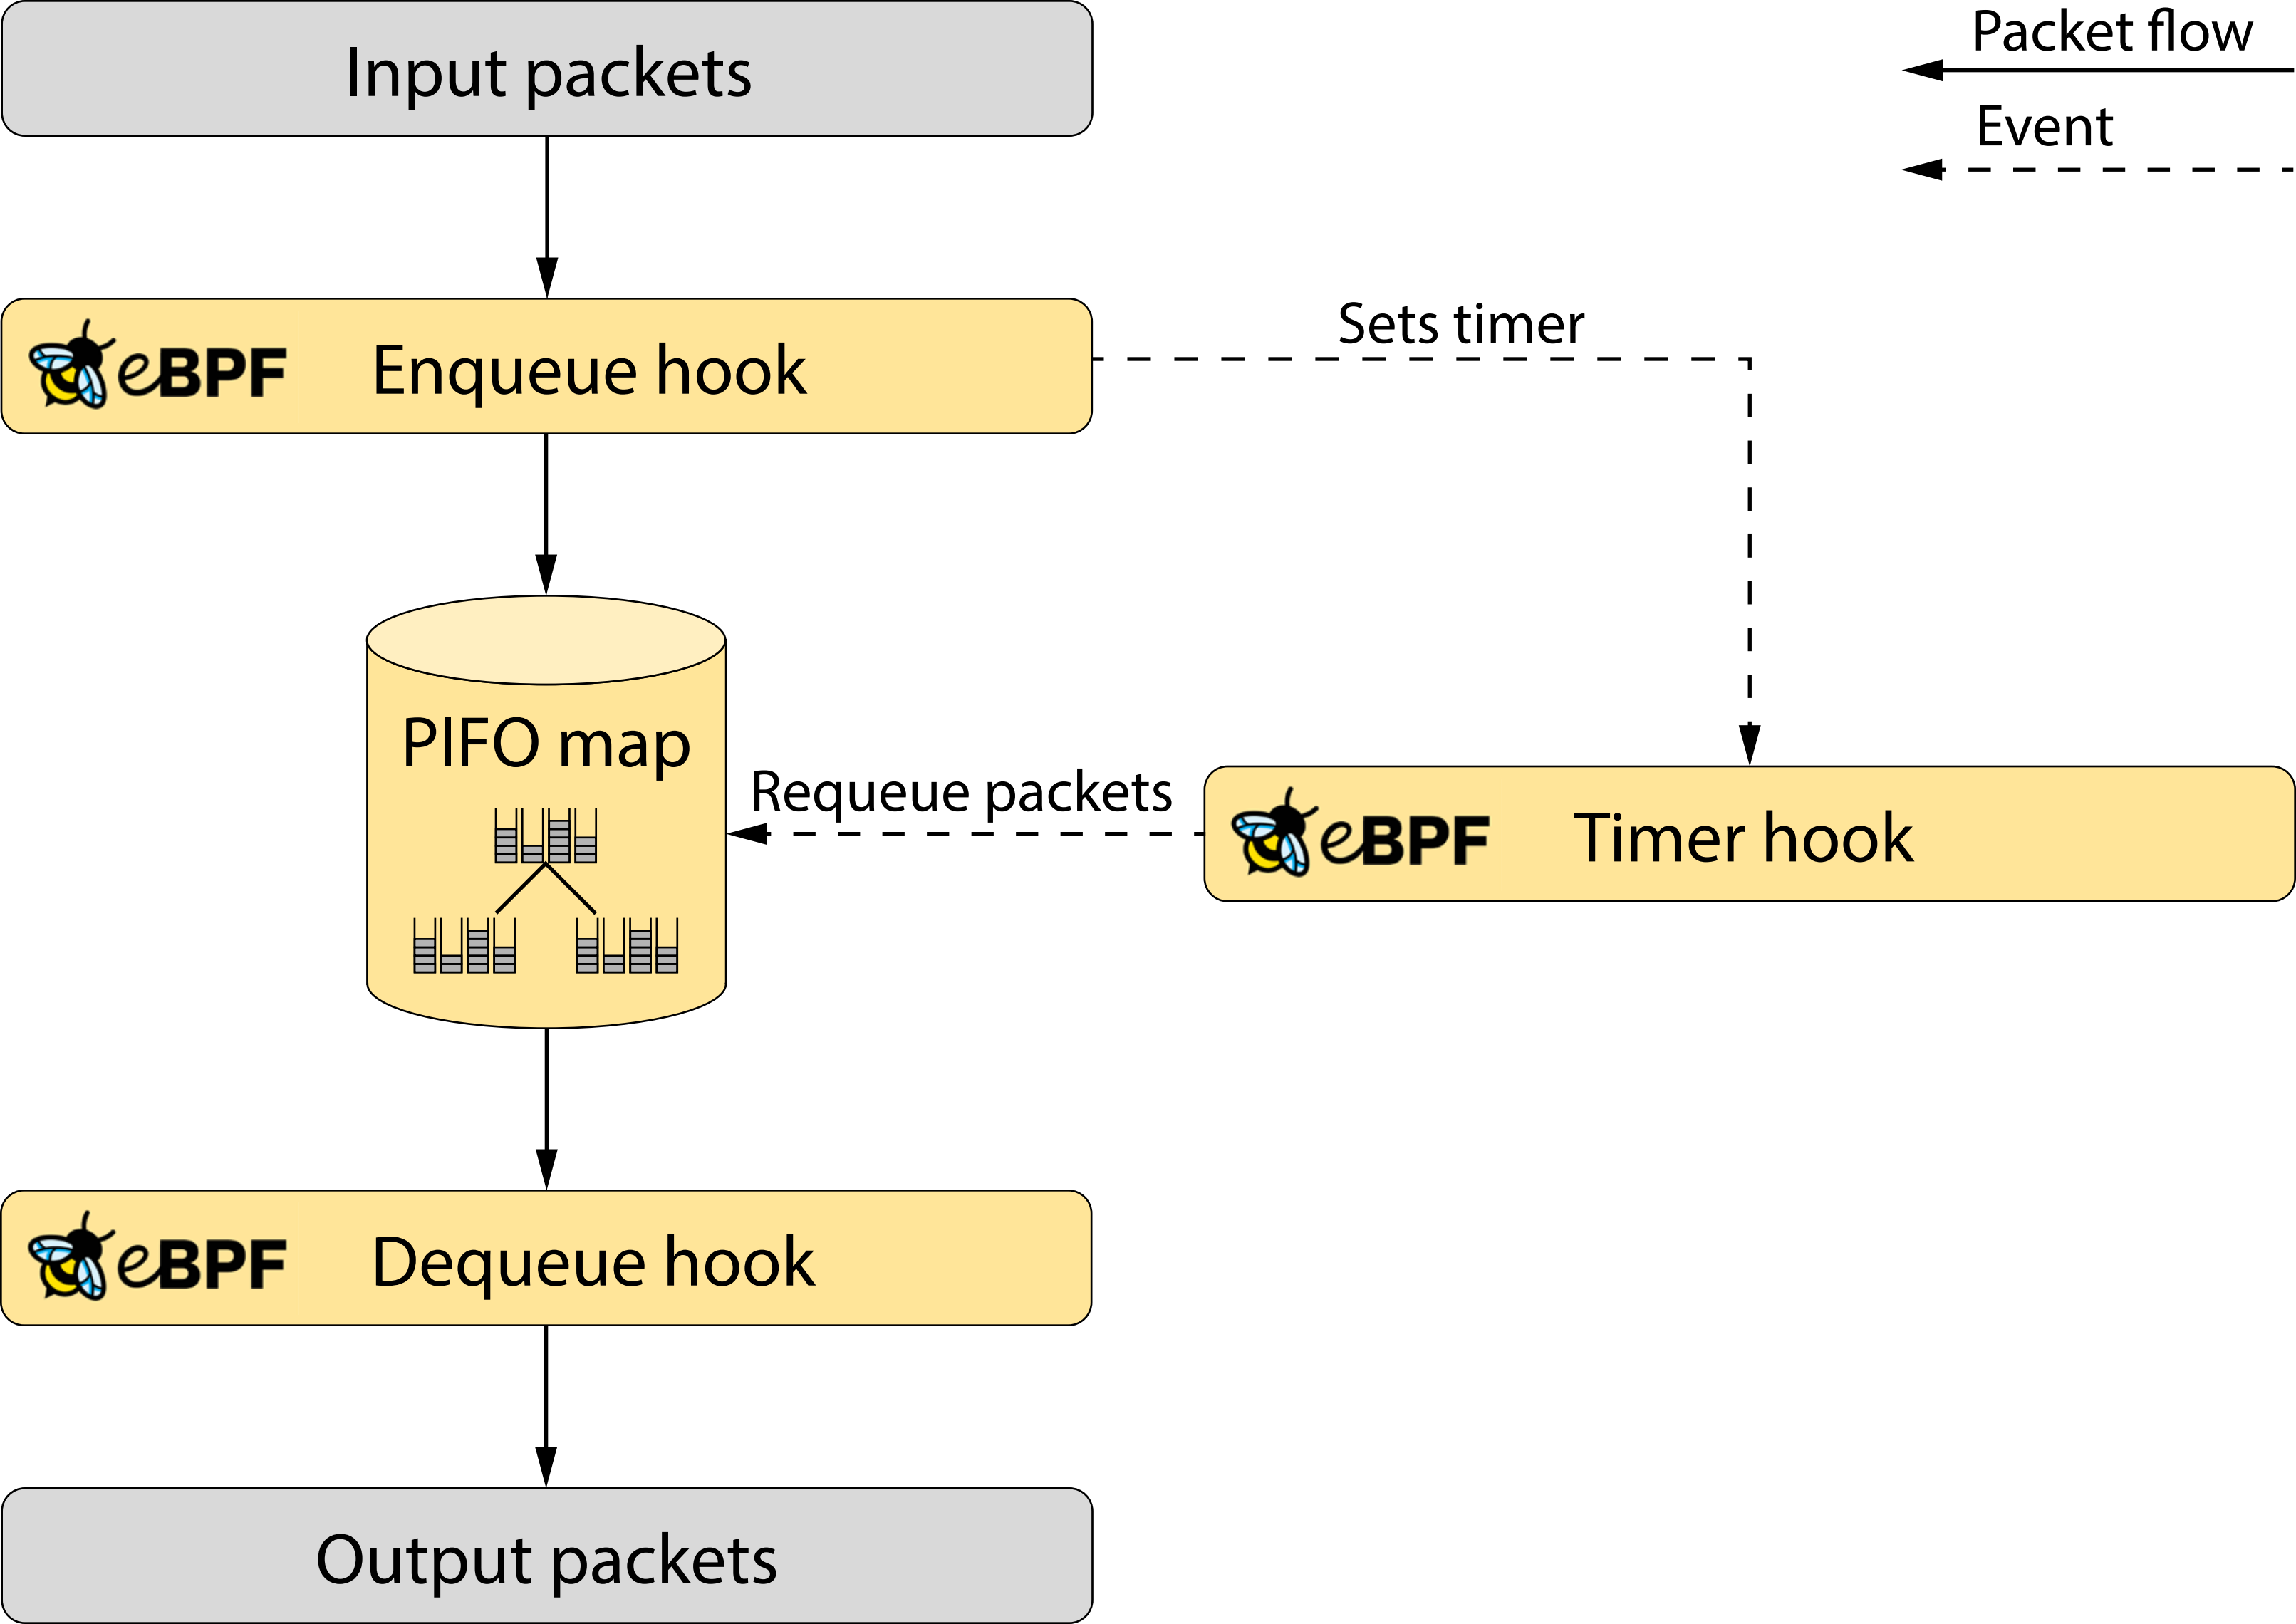 Input packets
Packet flow
Event
eBPF Enqueue hook
Sets timer
PIFO map
Requeue packets
eBPF Timer hook
eBPF Dequeue hook
Output packets